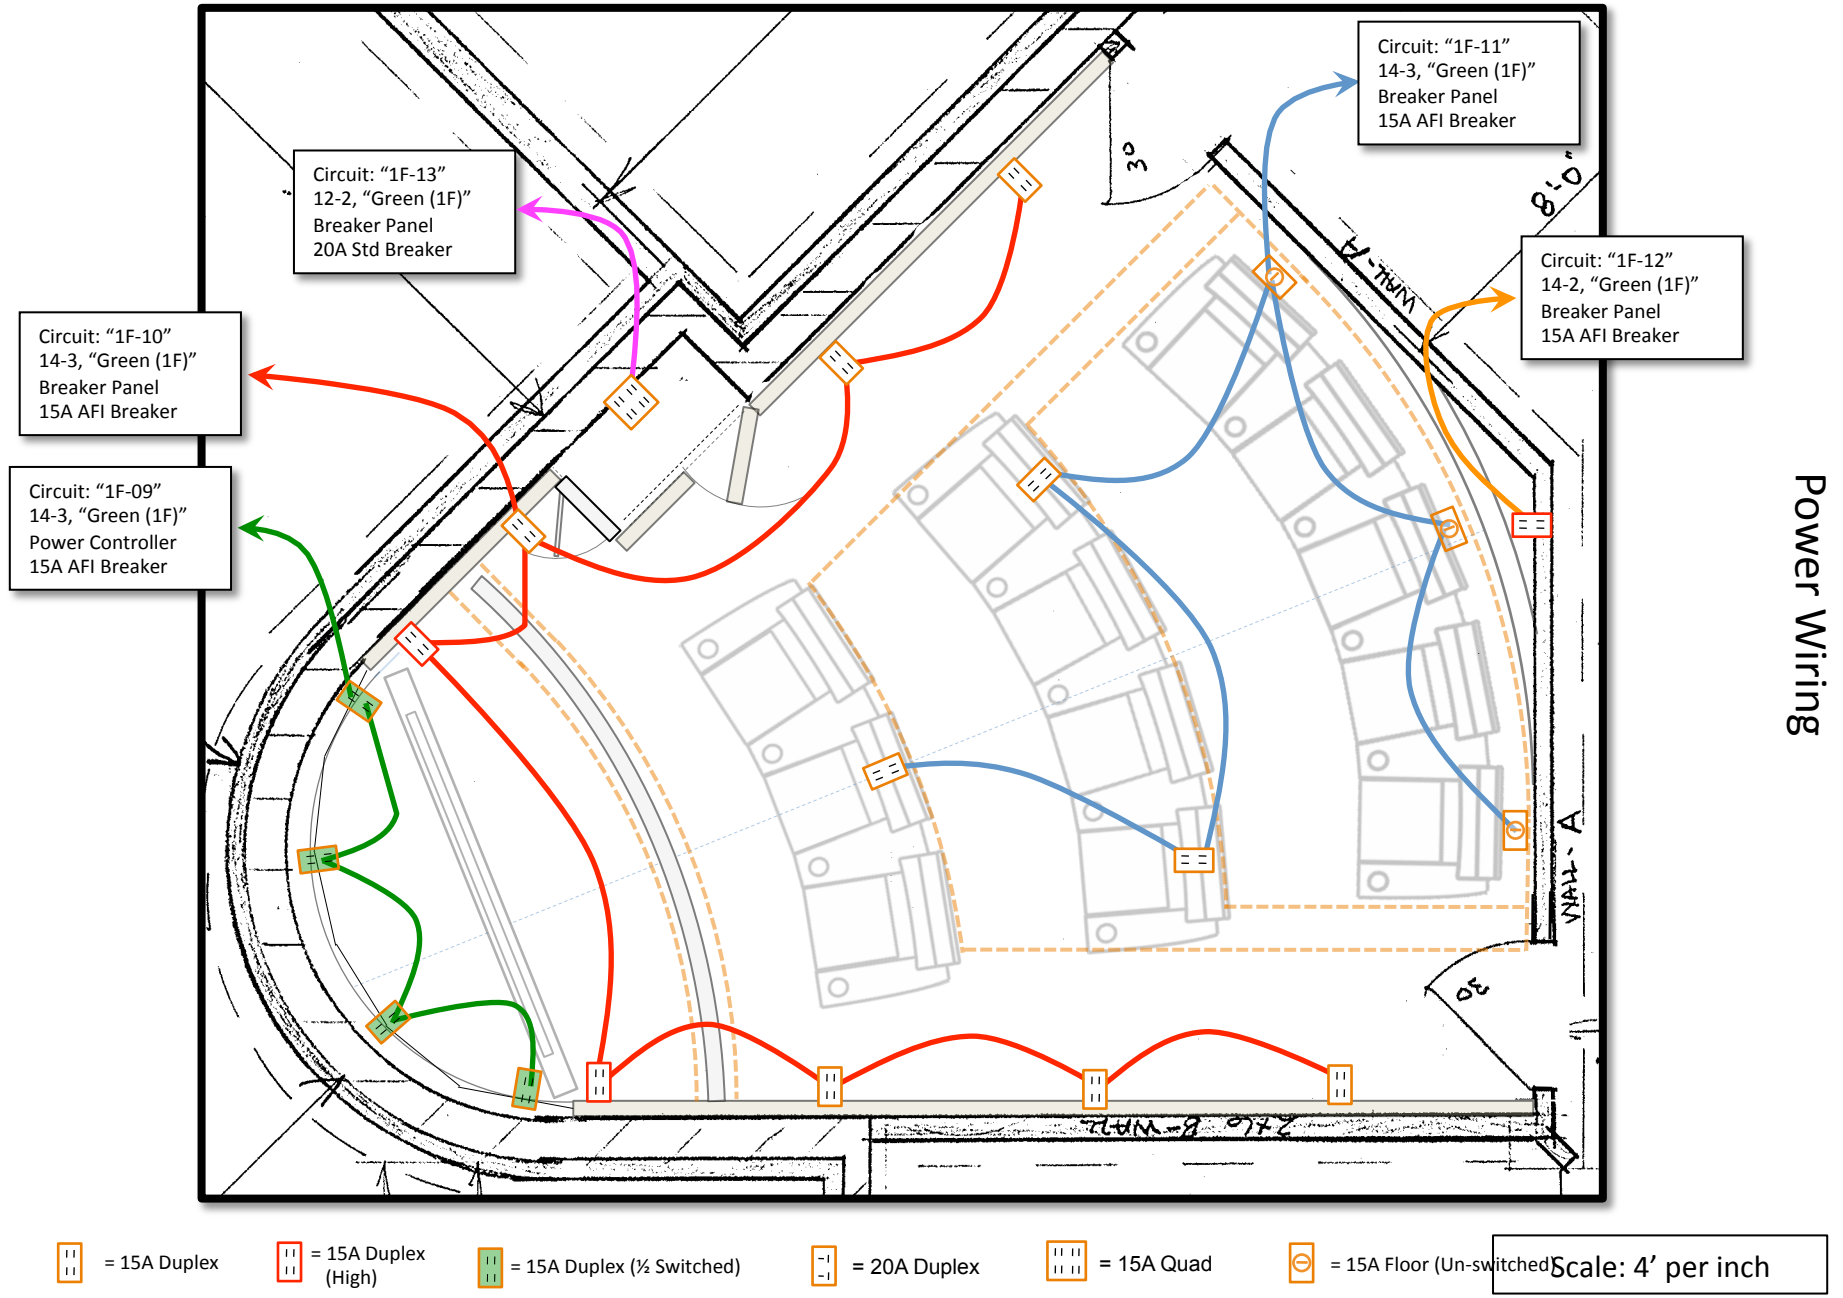 Circuit: “1F-11”
14-3, “Green (1F)”
Breaker Panel
15A AFI Breaker
30
8'-0"
Circuit: “1F-13”
12-2, “Green (1F)”
Breaker Panel
20A Std Breaker
WALL-A
Circuit: “1F-12”
14-2, “Green (1F)”
Breaker Panel
15A AFI Breaker
Circuit: “1F-10”
14-3, “Green (1F)”
Breaker Panel
15A AFI Breaker
Circuit: “1F-09”
14-3, “Green (1F)”
Power Controller
15A AFI Breaker
Power Wiring
WALL-A
30
2x6 B-WALL
= 15A Duplex
= 15A Duplex
(High)
= 15A Duplex (½ Switched)
= 20A Duplex
= 15A Quad
= 15A Floor (Un-switched)
Scale: 4’ per inch